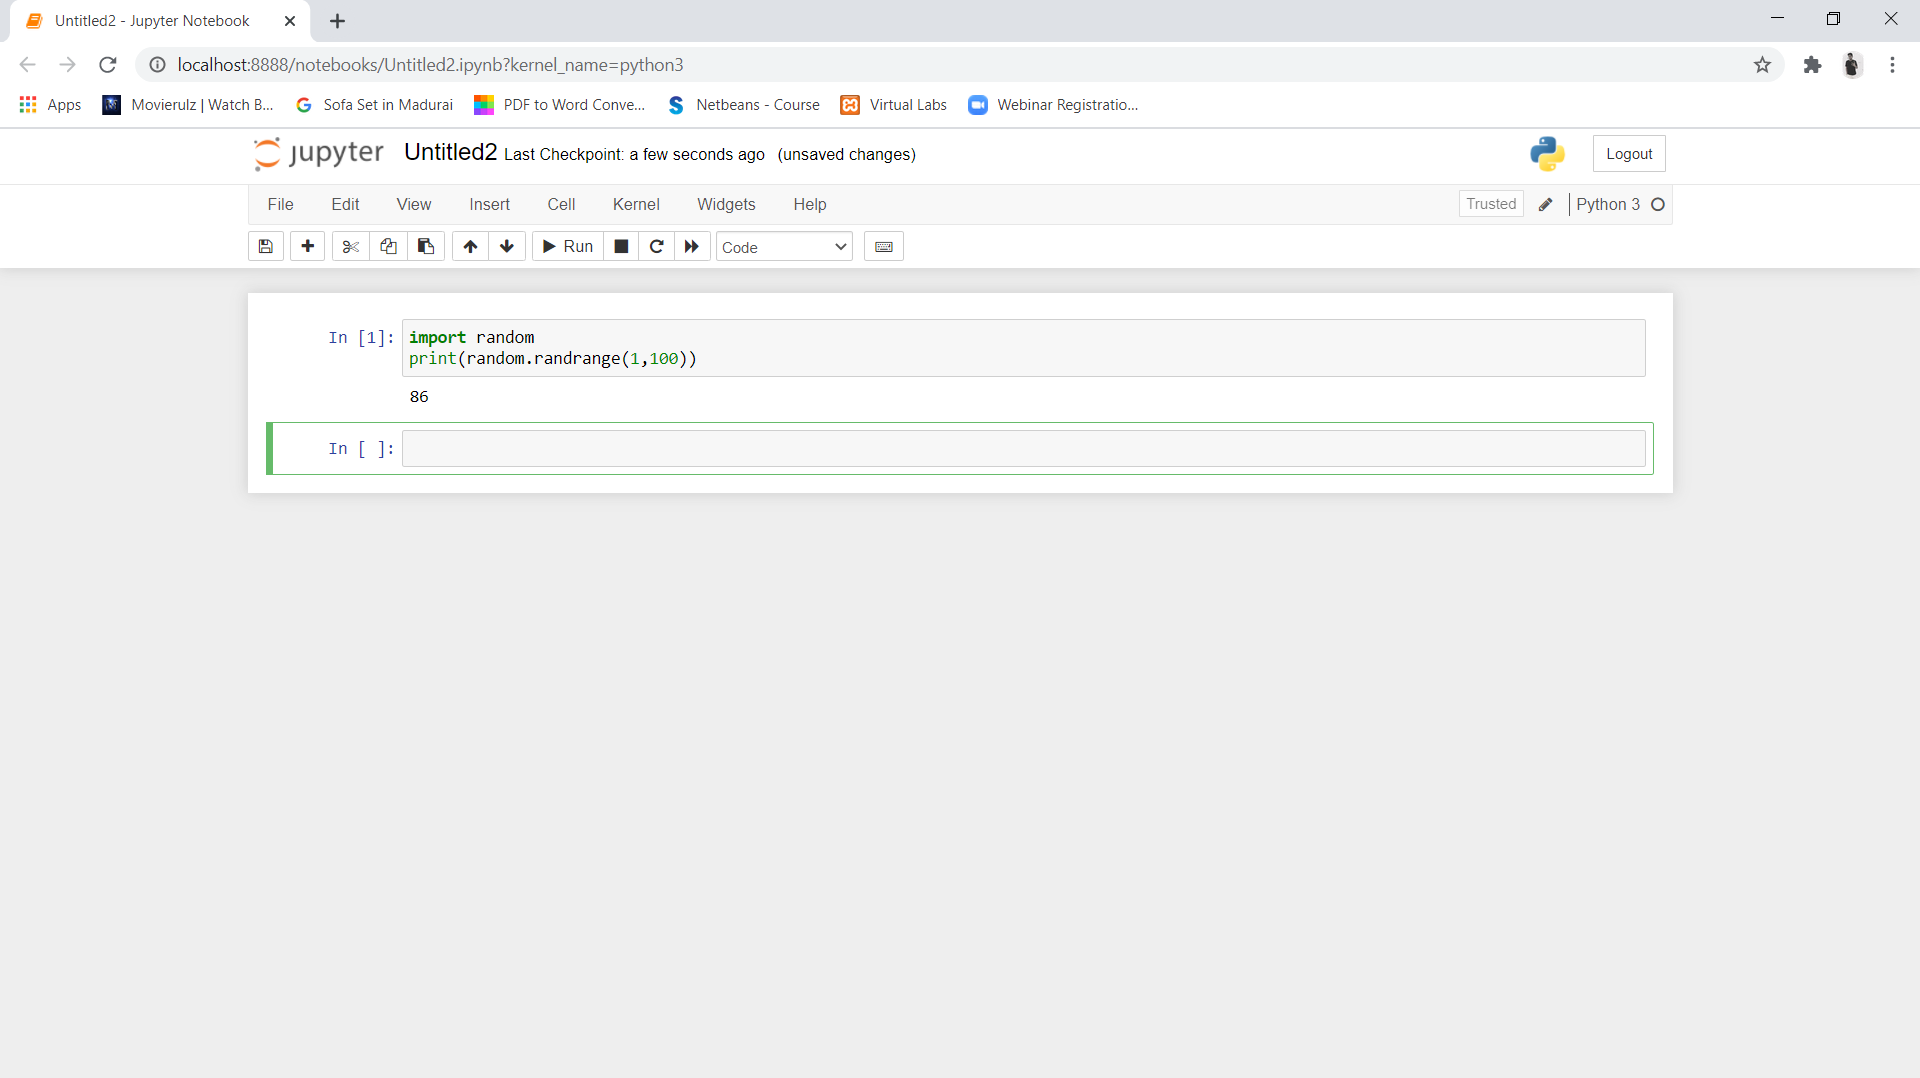 Untitled2 - Jupyter Notebook
localhost:8888/notebooks/Untitled2.ipynb?kernel_name=python3
Apps Movierulz | Watch B... Sofa Set in Madurai PDF to Word Conve... Netbeans - Course Virtual Labs Webinar Registratio...
jupyter Untitled2 Last Checkpoint: a few seconds ago (unsaved changes) Logout
File Edit View Insert Cell Kernel Widgets Help Trusted Python 3
Run Code
In [1]: import random
print(random.randrange(1,100))
86
In [ ]: